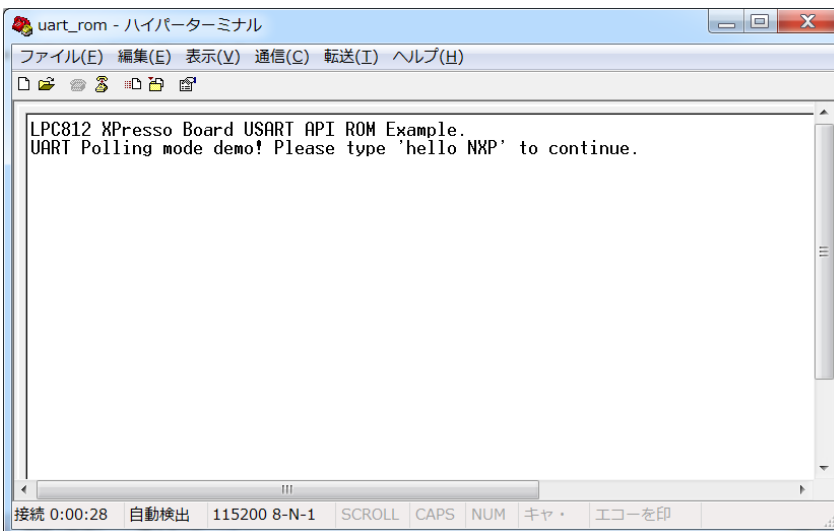 uart_rom - ハイパーターミナル
ファイル(F) 編集(E) 表示(V) 通信(C) 転送(T) ヘルプ(H)
LPC812 XPresso Board USART API ROM Example.
UART Polling mode demo! Please type 'hello NXP' to continue.
接続 0:00:28 自動検出 115200 8-N-1 SCROLL CAPS NUM キャ・ エコーを印